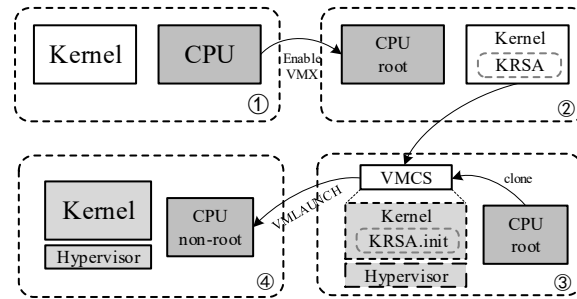 Kernel
CPU
①
Enable
VMX
CPU
root
Kernel
KRSA
②
VMCS
clone
Kernel
KRSA.init
Hypervisor
CPU
root
③
VMLAUNCH
Kernel
Hypervisor
CPU
non-root
④